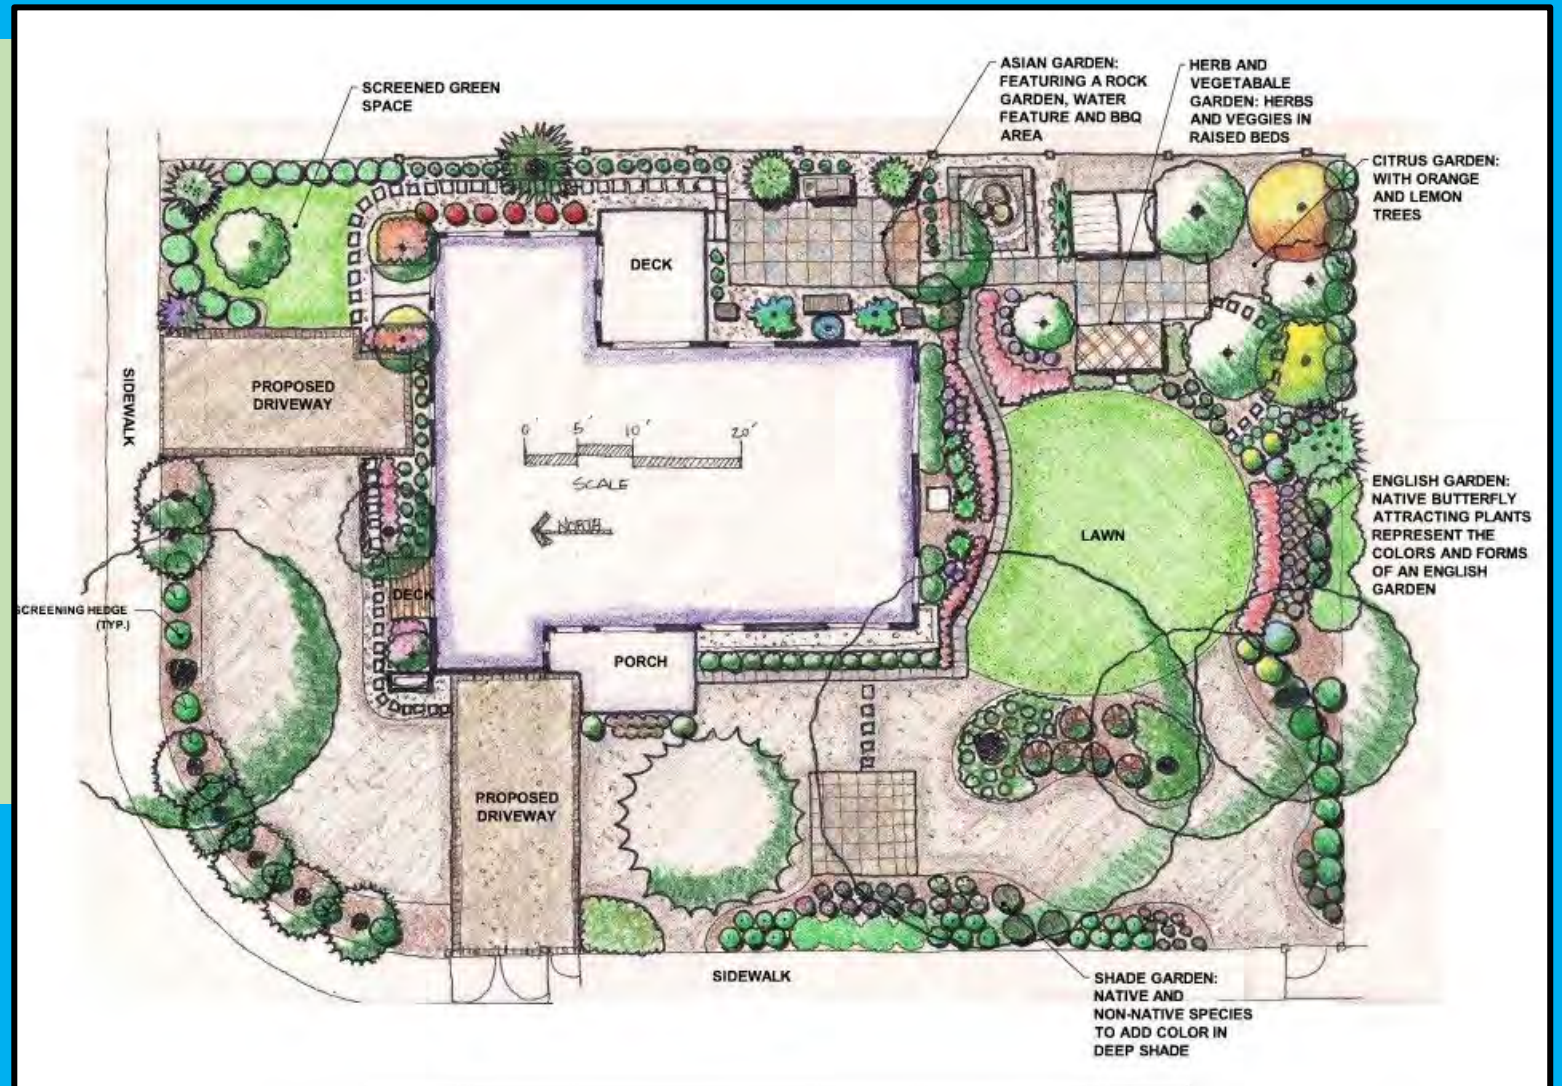 SCREENED GREEN
SPACE
ASIAN GARDEN:
FEATURING A ROCK
GARDEN, WATER
FEATURE AND BBQ
AREA
HERB AND
VEGETABALE
GARDEN: HERBS
AND VEGGIES IN
RAISED BEDS
CITRUS GARDEN:
WITH ORANGE
AND LEMON
TREES
DECK
SIDEWALK
PROPOSED
DRIVEWAY
0' 5' 10' 20'
SCALE
NORTH
ENGLISH GARDEN:
NATIVE BUTTERFLY
ATTRACTING PLANTS
REPRESENT THE
COLORS AND FORMS
OF AN ENGLISH
GARDEN
LAWN
DECK
SCREENING HEDGE
(TYP.)
PORCH
PROPOSED
DRIVEWAY
SIDEWALK
SHADE GARDEN:
NATIVE AND
NON-NATIVE SPECIES
TO ADD COLOR IN
DEEP SHADE